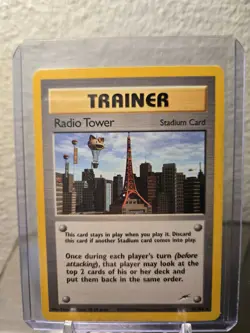 TRAINER
Radio Tower Stadium Card
This card stays in play when you play it. Discard
this card if another Stadium card comes into play.
Once during each player's turn (before
attacking), that player may look at the
top 2 cards of his or her deck and
put them back in the same order.